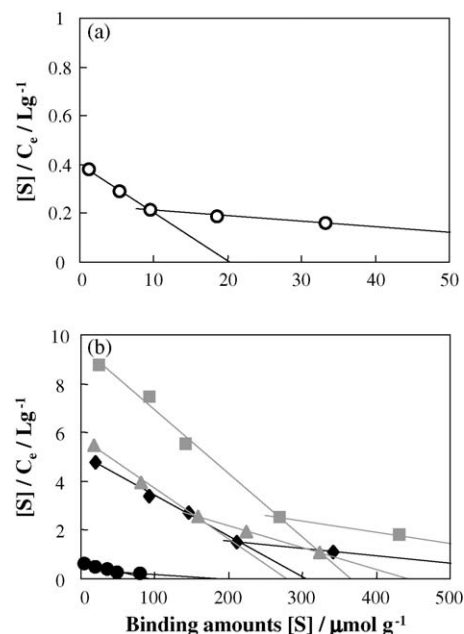 (a)
[S] / Cₑ / Lg⁻¹
1
0.8
0.6
0.4
0.2
0
0 10 20 30 40 50
(b)
[S] / Cₑ / Lg⁻¹
10
8
6
4
2
0
0 100 200 300 400 500
Binding amounts [S] / μmol g⁻¹